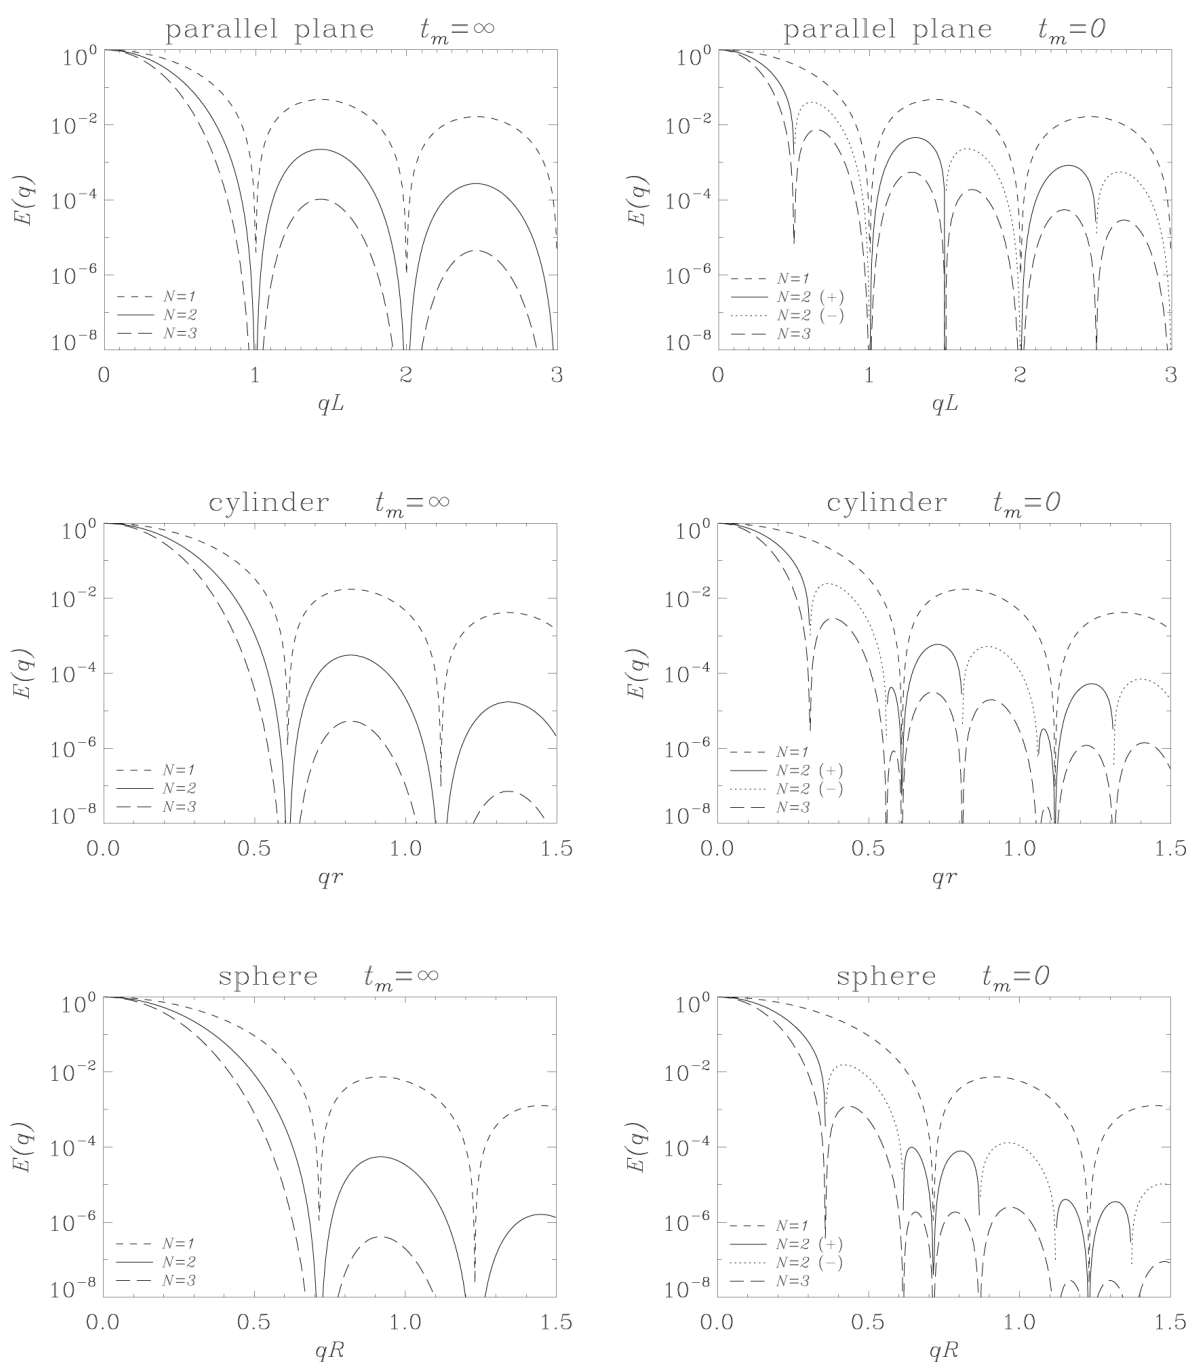 parallel plane t_m=∞
10^0
10^-2
10^-4
10^-6
10^-8
E(q)
N=1
N=2
N=3
0 1 2 3
qL
parallel plane t_m=0
10^0
10^-2
10^-4
10^-6
10^-8
E(q)
N=1
N=2 (+)
N=2 (−)
N=3
0 1 2 3
qL
cylinder t_m=∞
10^0
10^-2
10^-4
10^-6
10^-8
E(q)
N=1
N=2
N=3
0.0 0.5 1.0 1.5
qr
cylinder t_m=0
10^0
10^-2
10^-4
10^-6
10^-8
E(q)
N=1
N=2 (+)
N=2 (−)
N=3
0.0 0.5 1.0 1.5
qr
sphere t_m=∞
10^0
10^-2
10^-4
10^-6
10^-8
E(q)
N=1
N=2
N=3
0.0 0.5 1.0 1.5
qR
sphere t_m=0
10^0
10^-2
10^-4
10^-6
10^-8
E(q)
N=1
N=2 (+)
N=2 (−)
N=3
0.0 0.5 1.0 1.5
qR